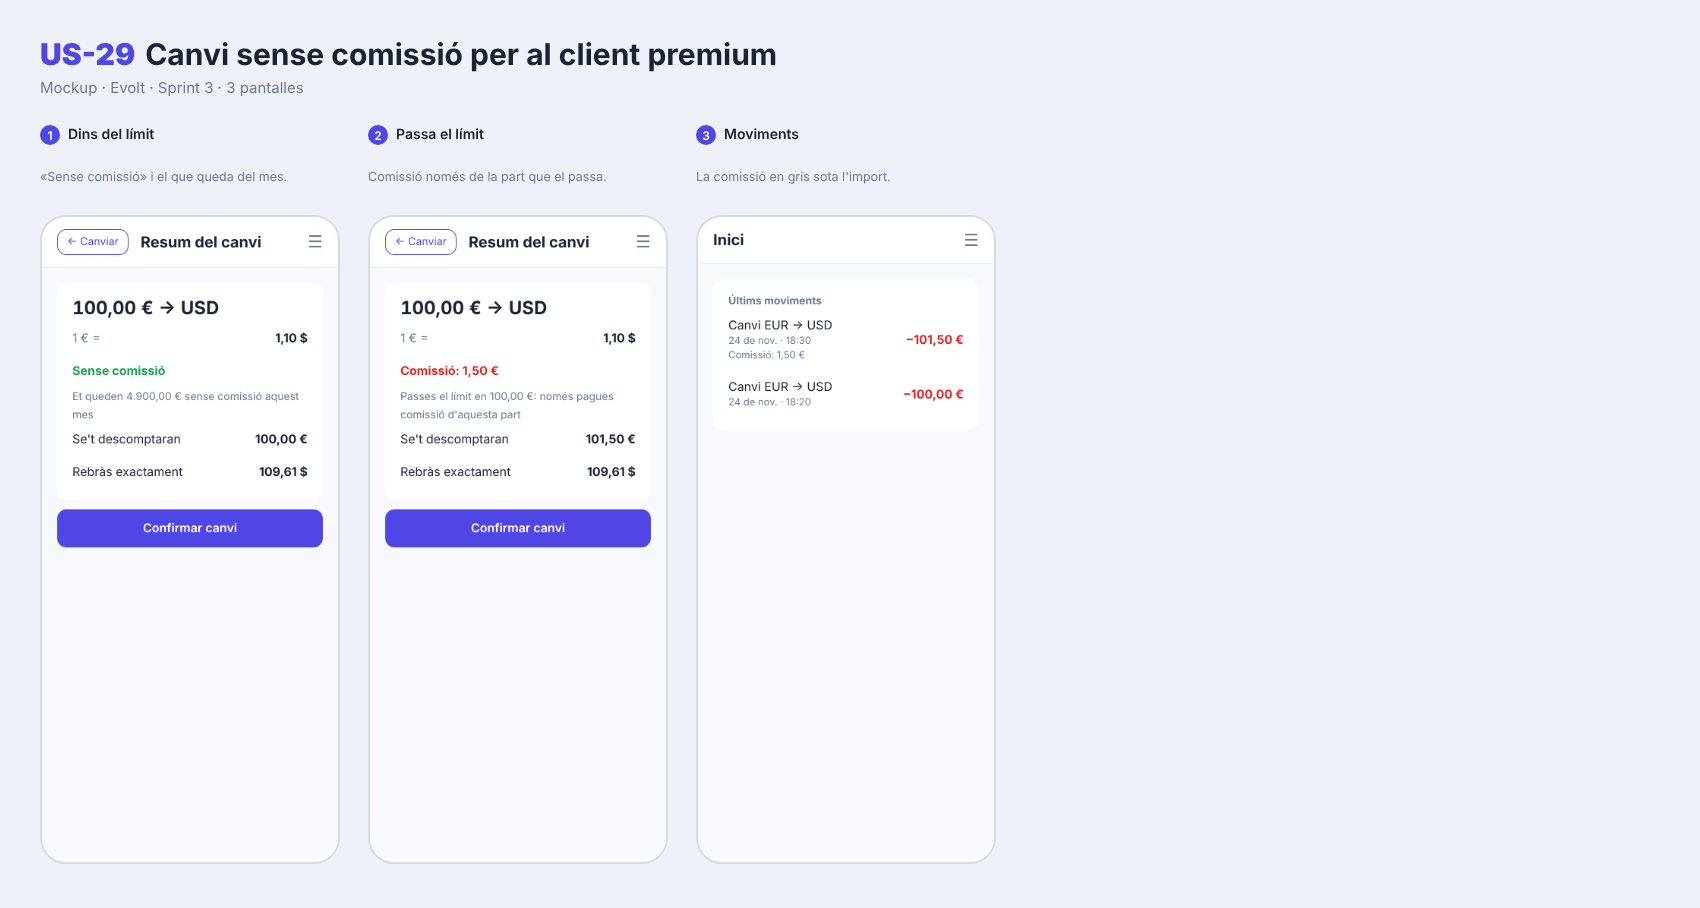 US-29 Canvi sense comissió per al client premium
Mockup · Evolt · Sprint 3 · 3 pantalles
1 Dins del límit
«Sense comissió» i el que queda del mes.
← Canviar Resum del canvi ☰
100,00 € → USD
1 € = 1,10 $
Sense comissió
Et queden 4.900,00 € sense comissió aquest
mes
Se't descomptaran 100,00 €
Rebràs exactament 109,61 $
Confirmar canvi
2 Passa el límit
Comissió només de la part que el passa.
← Canviar Resum del canvi ☰
100,00 € → USD
1 € = 1,10 $
Comissió: 1,50 €
Passes el límit en 100,00 €: només pagues
comissió d'aquesta part
Se't descomptaran 101,50 €
Rebràs exactament 109,61 $
Confirmar canvi
3 Moviments
La comissió en gris sota l'import.
Inici ☰
Últims moviments
Canvi EUR → USD
24 de nov. · 18:30
Comissió: 1,50 €
−101,50 €
Canvi EUR → USD
24 de nov. · 18:20
−100,00 €